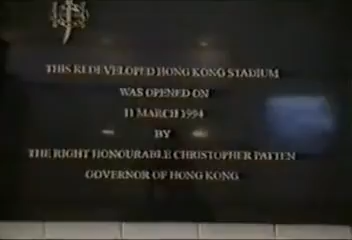 THIS REDEVELOPED HONG KONG STADIUM
WAS OPENED ON
11 MARCH 1994
BY
THE RIGHT HONOURABLE CHRISTOPHER PATTEN
GOVERNOR OF HONG KONG